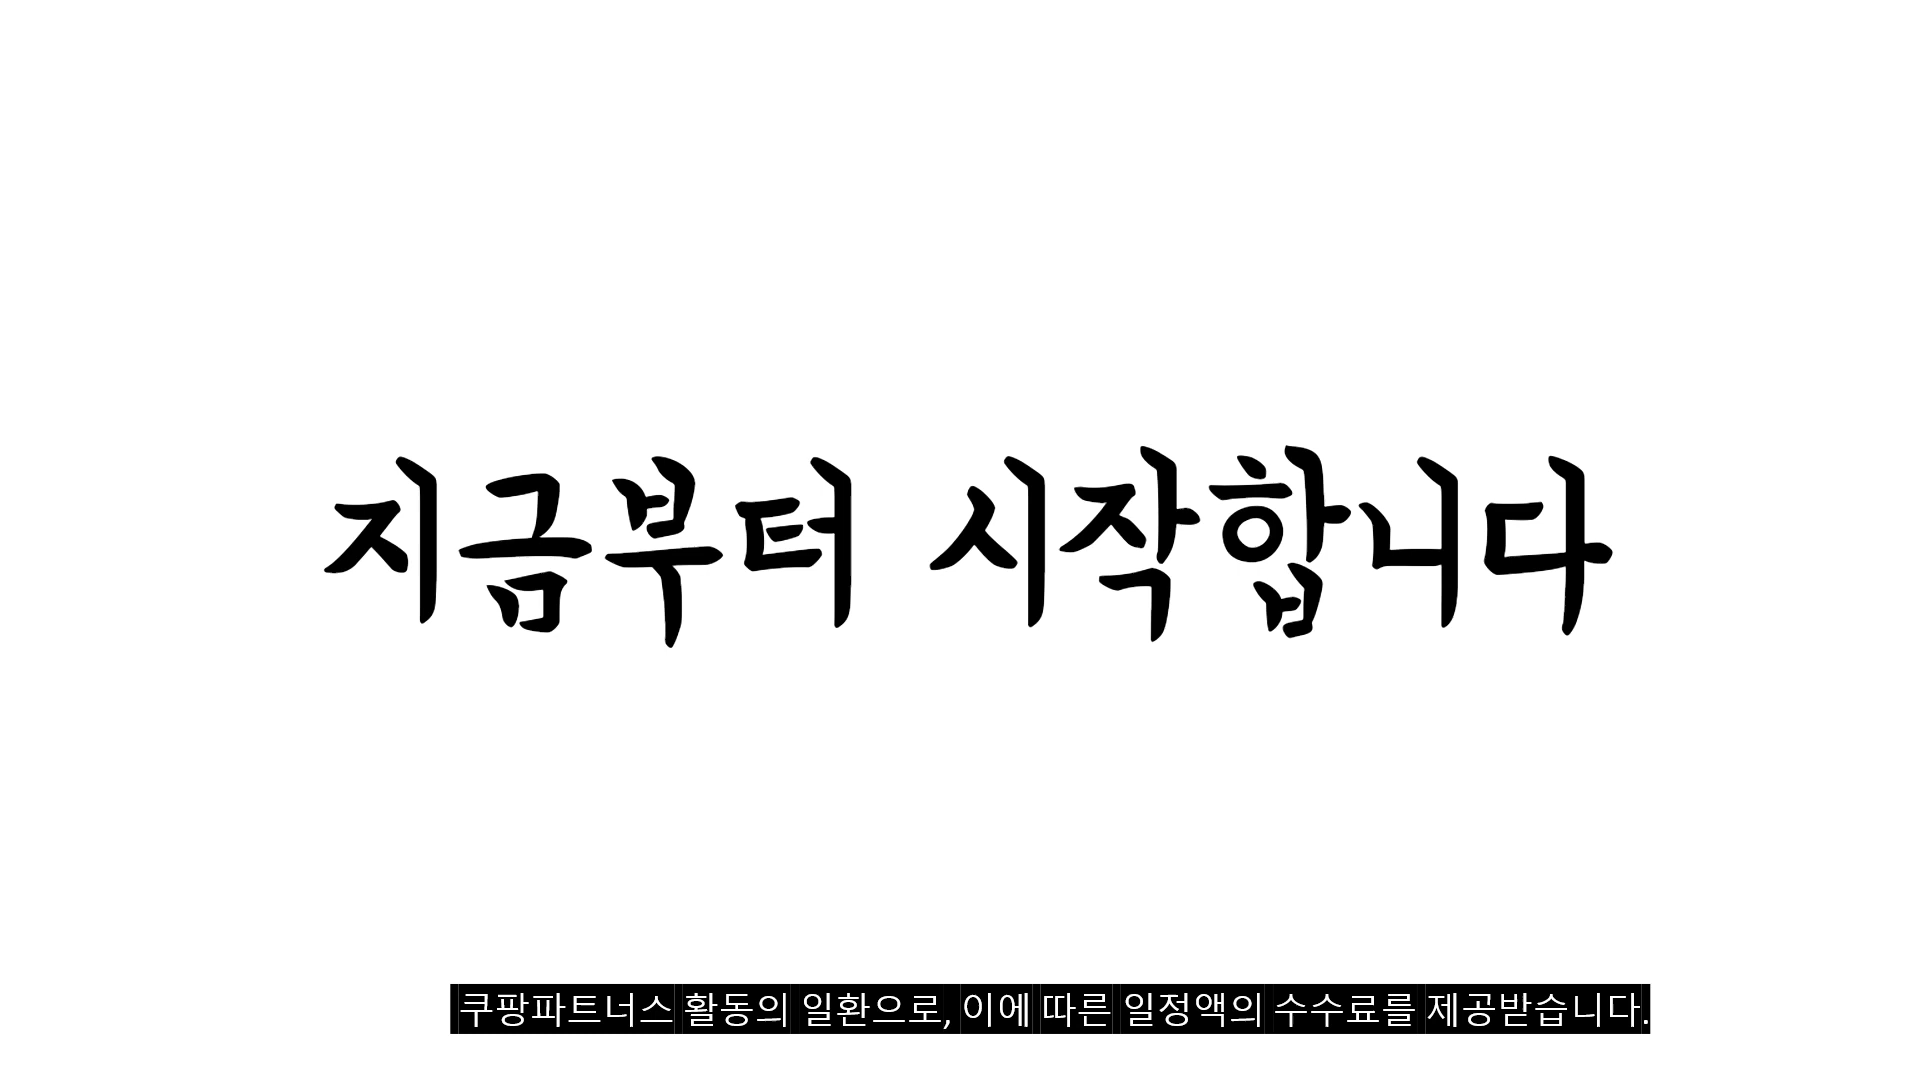 지금부터 시작합니다
쿠팡파트너스 활동의 일환으로, 이에 따른 일정액의 수수료를 제공받습니다.